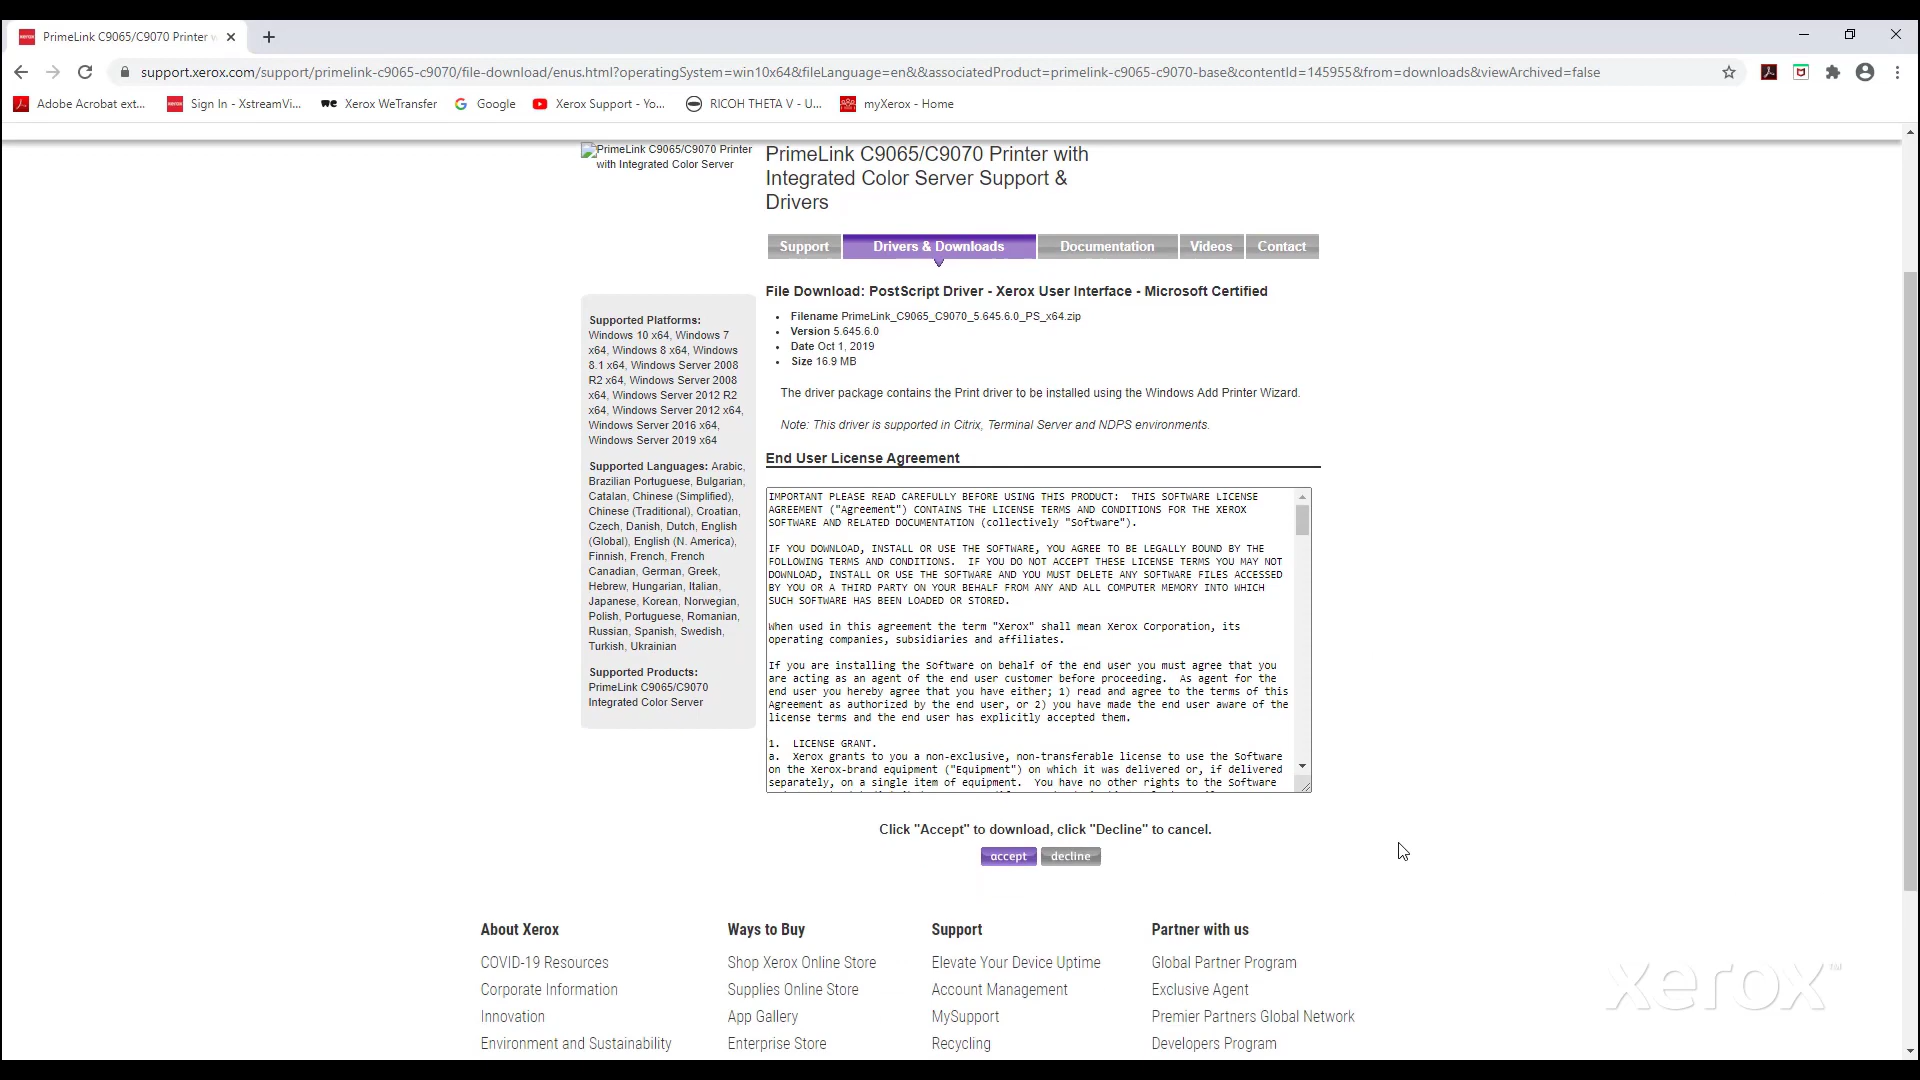 PrimeLink C9065/C9070 Printer w
support.xerox.com/support/primelink-c9065-c9070/file-download/enus.html?operatingSystem=win10x64&fileLanguage=en&&associatedProduct=primelink-c9065-c9070-base&contentId=145955&from=downloads&viewArchived=false
Adobe Acrobat ext... Sign In - XstreamVi... Xerox WeTransfer Google Xerox Support - Yo... RICOH THETA V - U... myXerox - Home
PrimeLink C9065/C9070 Printer
with Integrated Color Server
PrimeLink C9065/C9070 Printer with
Integrated Color Server Support &
Drivers
Support Drivers & Downloads Documentation Videos Contact
File Download: PostScript Driver - Xerox User Interface - Microsoft Certified
• Filename PrimeLink_C9065_C9070_5.645.6.0_PS_x64.zip
• Version 5.645.6.0
• Date Oct 1, 2019
• Size 16.9 MB
The driver package contains the Print driver to be installed using the Windows Add Printer Wizard.
Note: This driver is supported in Citrix, Terminal Server and NDPS environments.
Supported Platforms:
Windows 10 x64, Windows 7
x64, Windows 8 x64, Windows
8.1 x64, Windows Server 2008
R2 x64, Windows Server 2008
x64, Windows Server 2012 R2
x64, Windows Server 2012 x64,
Windows Server 2016 x64,
Windows Server 2019 x64
Supported Languages: Arabic,
Brazilian Portuguese, Bulgarian,
Catalan, Chinese (Simplified),
Chinese (Traditional), Croatian,
Czech, Danish, Dutch, English
(Global), English (N. America),
Finnish, French, French
Canadian, German, Greek,
Hebrew, Hungarian, Italian,
Japanese, Korean, Norwegian,
Polish, Portuguese, Romanian,
Russian, Spanish, Swedish,
Turkish, Ukrainian
Supported Products:
PrimeLink C9065/C9070
Integrated Color Server
End User License Agreement
IMPORTANT PLEASE READ CAREFULLY BEFORE USING THIS PRODUCT: THIS SOFTWARE LICENSE
AGREEMENT ("Agreement") CONTAINS THE LICENSE TERMS AND CONDITIONS FOR THE XEROX
SOFTWARE AND RELATED DOCUMENTATION (collectively "Software").
IF YOU DOWNLOAD, INSTALL OR USE THE SOFTWARE, YOU AGREE TO BE LEGALLY BOUND BY THE
FOLLOWING TERMS AND CONDITIONS. IF YOU DO NOT ACCEPT THESE LICENSE TERMS YOU MAY NOT
DOWNLOAD, INSTALL OR USE THE SOFTWARE AND YOU MUST DELETE ANY SOFTWARE FILES ACCESSED
BY YOU OR A THIRD PARTY ON YOUR BEHALF FROM ANY AND ALL COMPUTER MEMORY INTO WHICH
SUCH SOFTWARE HAS BEEN LOADED OR STORED.
When used in this agreement the term "Xerox" shall mean Xerox Corporation, its
operating companies, subsidiaries and affiliates.
If you are installing the Software on behalf of the end user you must agree that you
are acting as an agent of the end user customer before proceeding. As agent for the
end user you hereby agree that you have either; 1) read and agree to the terms of this
Agreement as authorized by the end user, or 2) you have made the end user aware of the
license terms and the end user has explicitly accepted them.
1. LICENSE GRANT.
a. Xerox grants to you a non-exclusive, non-transferable license to use the Software
on the Xerox-brand equipment ("Equipment") on which it was delivered or, if delivered
separately, on a single item of equipment. You have no other rights to the Software
Click "Accept" to download, click "Decline" to cancel.
accept decline
About Xerox Ways to Buy Support Partner with us
COVID-19 Resources Shop Xerox Online Store Elevate Your Device Uptime Global Partner Program
Corporate Information Supplies Online Store Account Management Exclusive Agent
Innovation App Gallery MySupport Premier Partners Global Network
Environment and Sustainability Enterprise Store Recycling Developers Program
xerox™